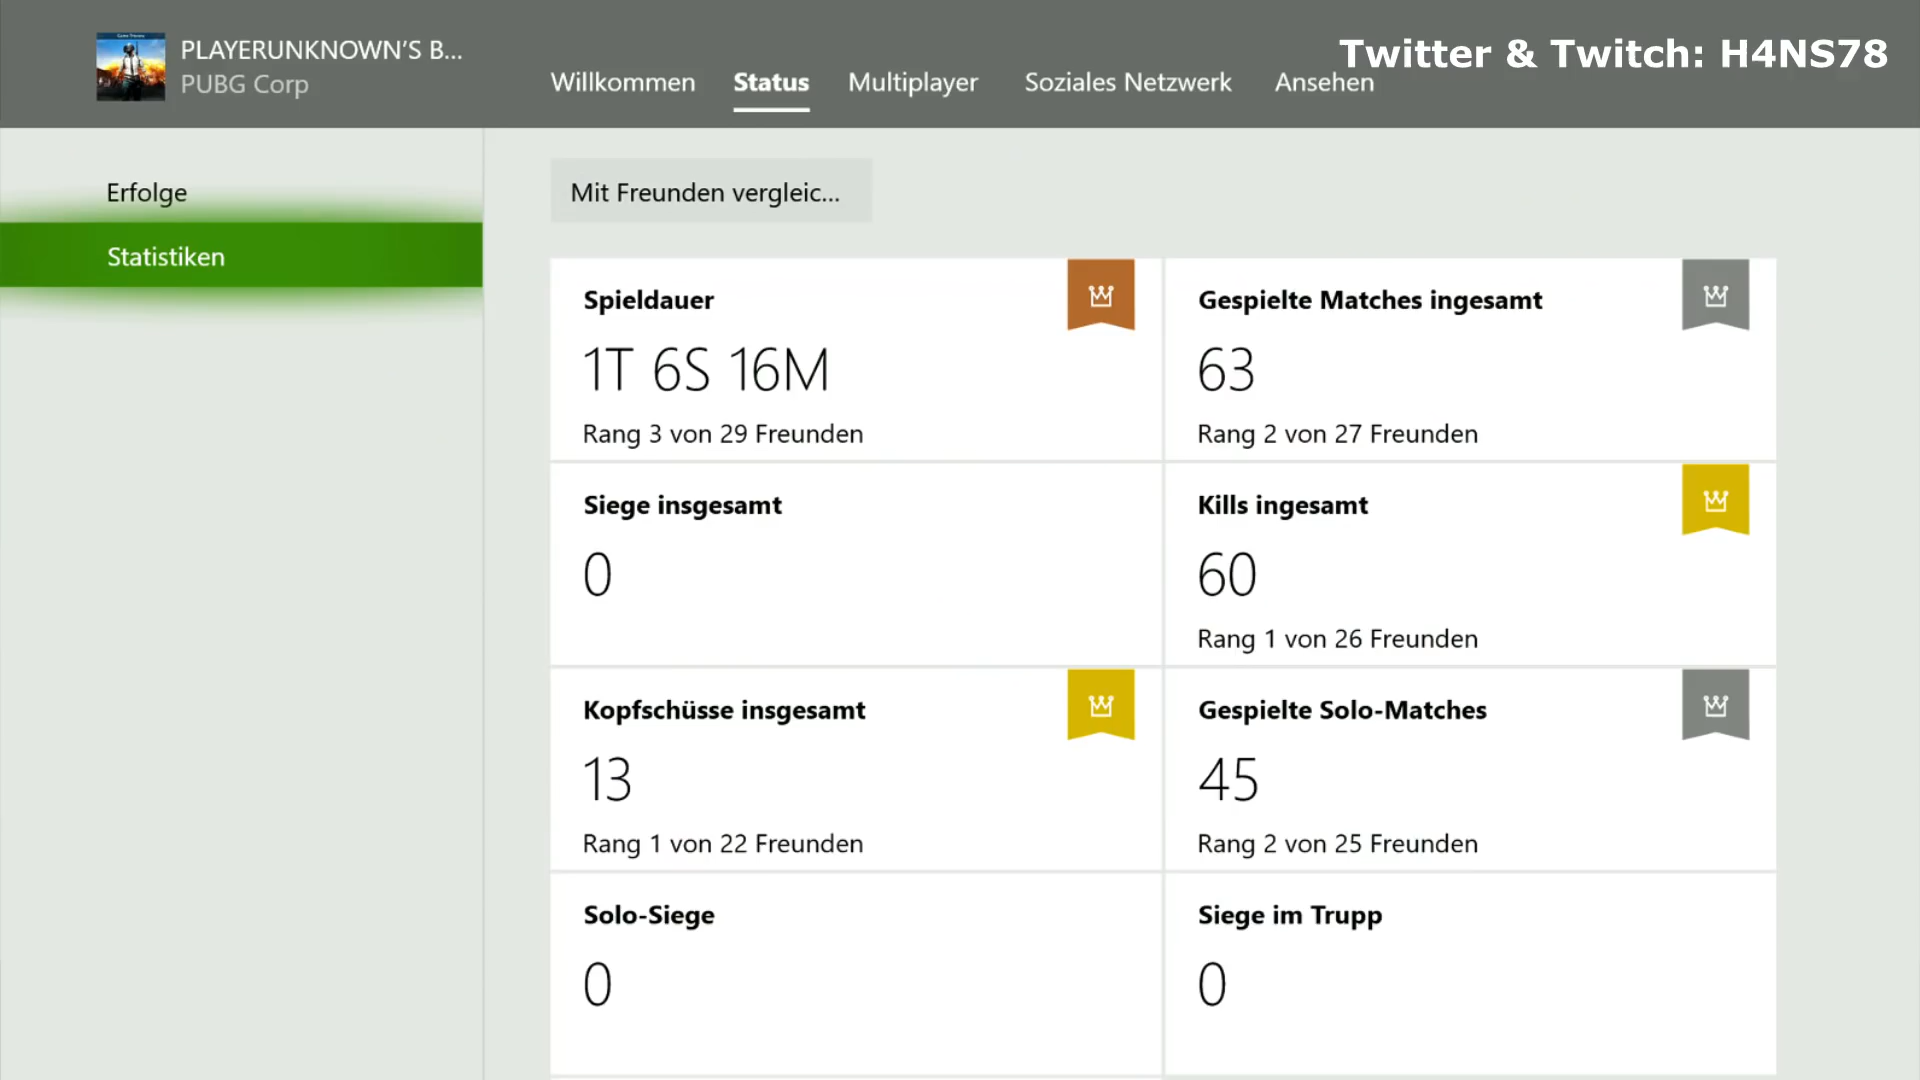 PLAYERUNKNOWN'S B...
PUBG Corp
Willkommen
Status
Multiplayer
Soziales Netzwerk
Ansehen
Twitter & Twitch: H4NS78
Erfolge
Statistiken
Mit Freunden vergleic...
Spieldauer
1T 6S 16M
Rang 3 von 29 Freunden
Gespielte Matches ingesamt
63
Rang 2 von 27 Freunden
Siege insgesamt
0
Kills ingesamt
60
Rang 1 von 26 Freunden
Kopfschüsse insgesamt
13
Rang 1 von 22 Freunden
Gespielte Solo-Matches
45
Rang 2 von 25 Freunden
Solo-Siege
0
Siege im Trupp
0